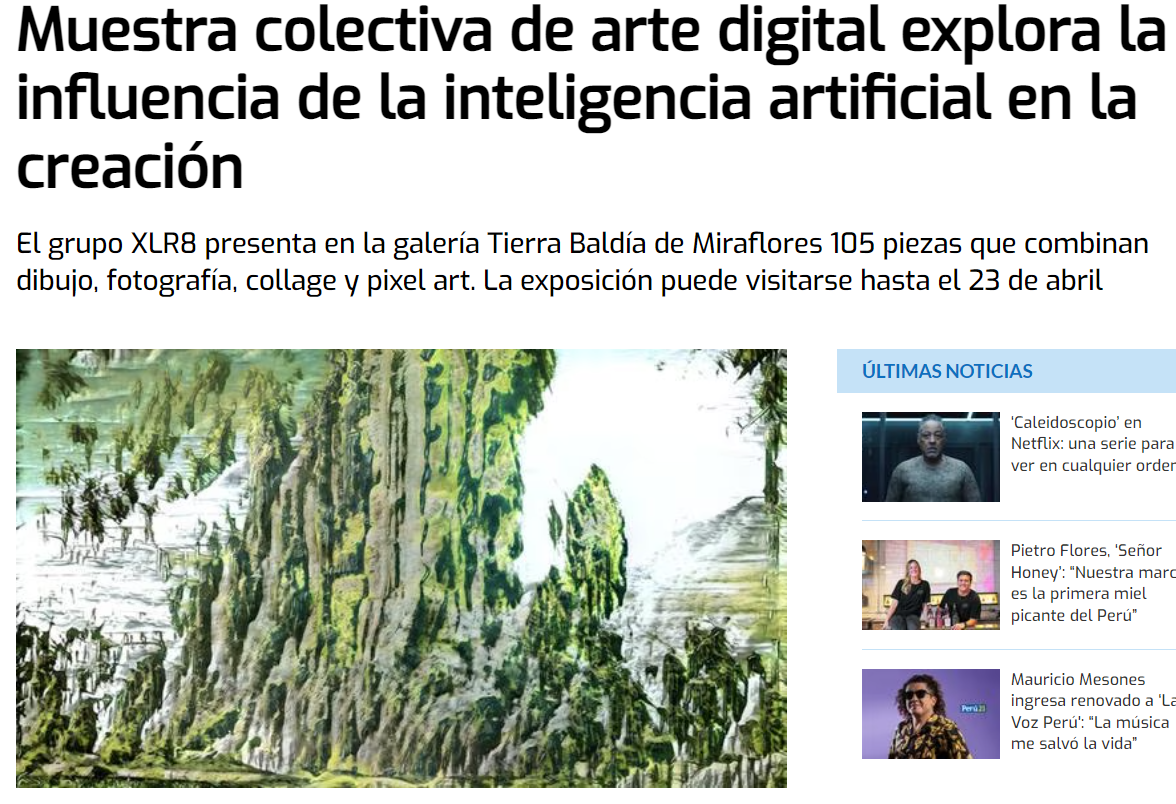 Muestra colectiva de arte digital explora la
influencia de la inteligencia artificial en la
creación
El grupo XLR8 presenta en la galería Tierra Baldía de Miraflores 105 piezas que combinan
dibujo, fotografía, collage y pixel art. La exposición puede visitarse hasta el 23 de abril
ÚLTIMAS NOTICIAS
‘Caleidoscopio’ en
Netflix: una serie para
ver en cualquier orden
Pietro Flores, ‘Señor
Honey’: “Nuestra marc
es la primera miel
picante del Perú”
Mauricio Mesones
ingresa renovado a ‘La
Voz Perú’: “La música
me salvó la vida”
Perú21